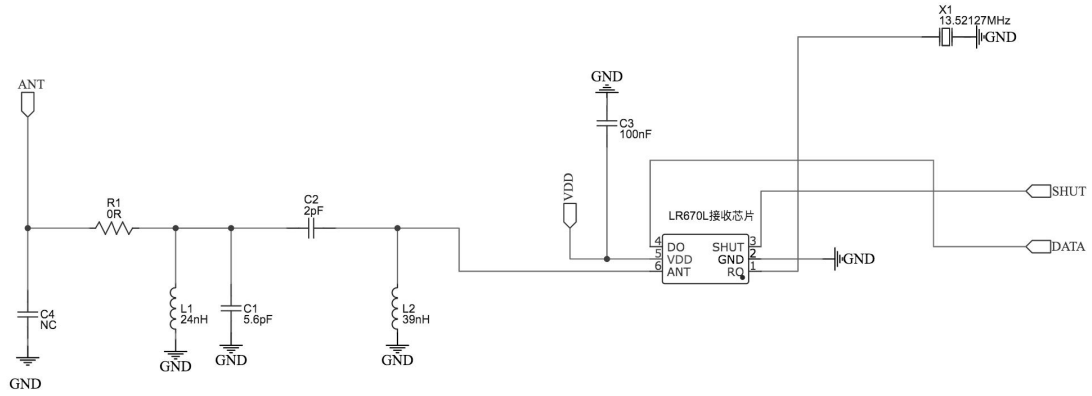 X1
13.52127MHz
GND
ANT
GND
C3
100nF
VDD
R1
0R
C2
2pF
SHUT
LR670L接收芯片
4 DO SHUT 3
5 VDD GND 2
6 ANT RO 1
DATA
GND
C4
NC
L1
24nH
C1
5.6pF
L2
39nH
GND
GND
GND
GND